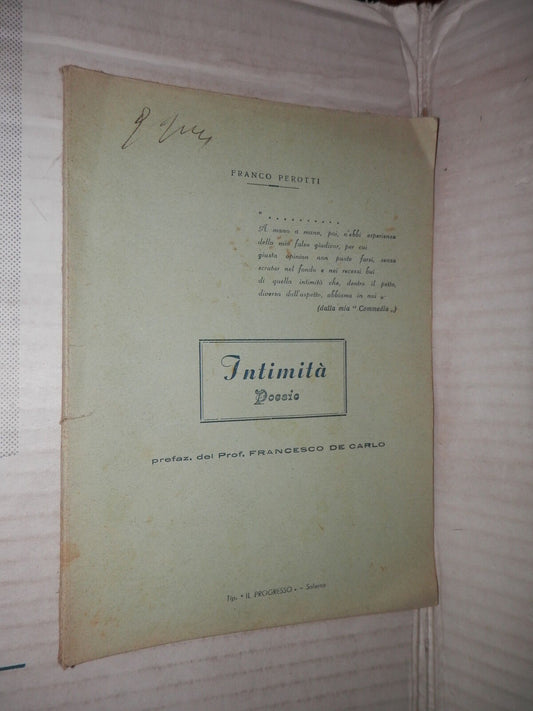 FRANCO PEROTTI
" ..........
A mano a mano, poi, n'ebbi esperienza
della mia falsa giudicar, per cui
giusta opinion non puote farsi, senza
scrutar nel fondo e nei recessi bui
di quella intimità che, dentro il petto,
diversa dall'aspetto, abbiamo in noi „
(dalla mia " Commedia „)
Intimità
Poesie
prefaz. del Prof. FRANCESCO DE CARLO
Tip. " IL PROGRESSO „ - Salerno